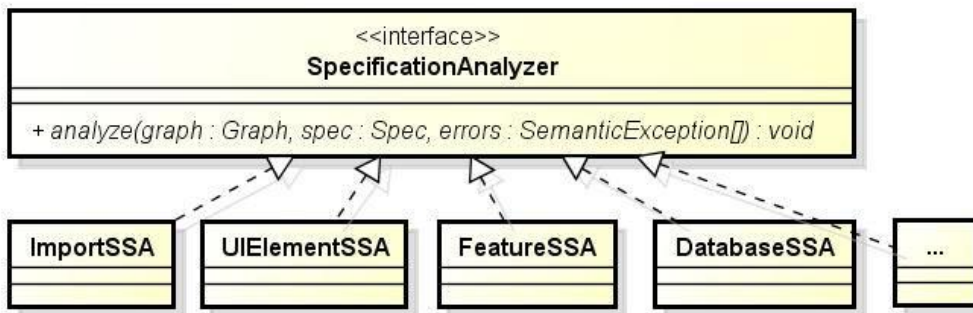 <<interface>>
SpecificationAnalyzer
+ analyze(graph : Graph, spec : Spec, errors : SemanticException[]) : void
ImportSSA
UIElementSSA
FeatureSSA
DatabaseSSA
...